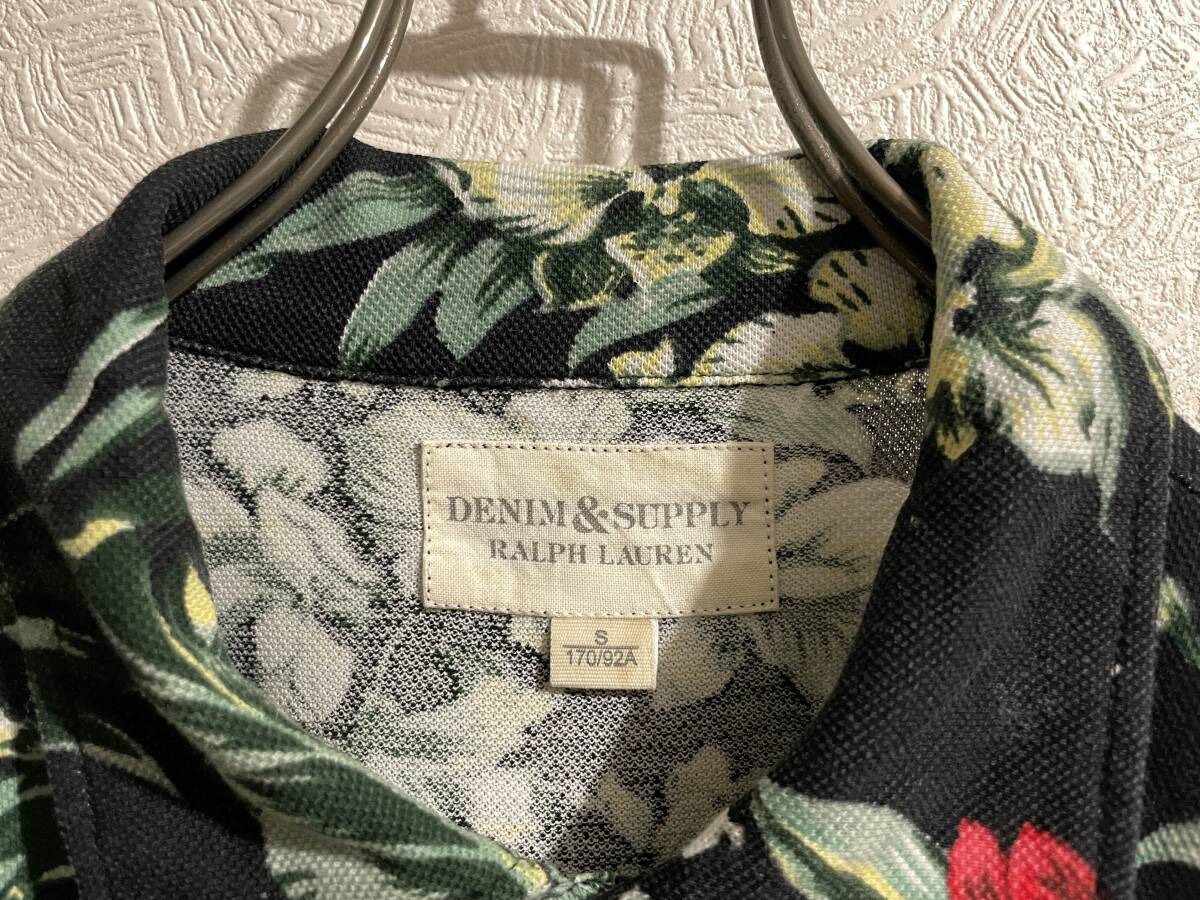 DENIM & SUPPLY
RALPH LAUREN
S
170/92A